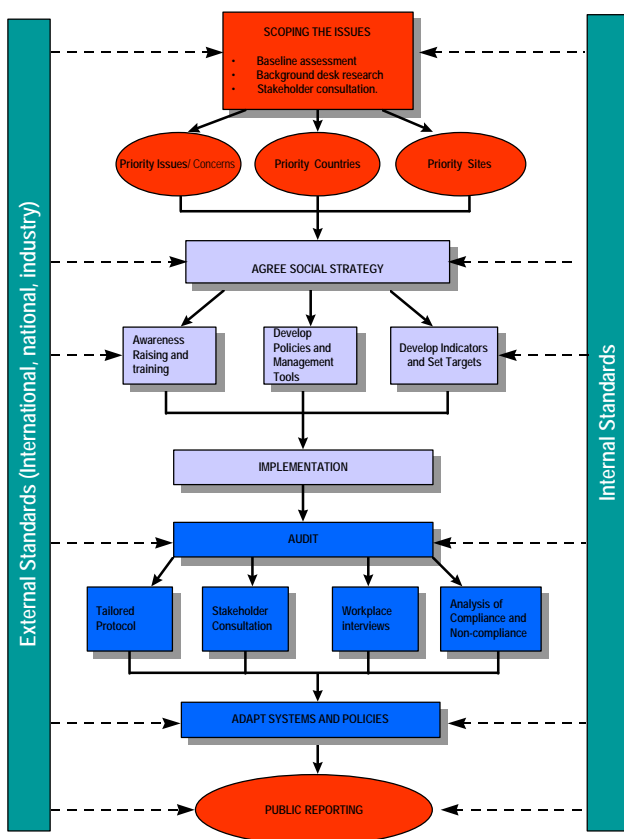 SCOPING THE ISSUES
· Baseline assessment
· Background desk research
· Stakeholder consultation.
Priority Issues/ Concerns
Priority Countries
Priority Sites
AGREE SOCIAL STRATEGY
Awareness
Raising and
training
Develop
Policies and
Management
Tools
Develop Indicators
and Set Targets
IMPLEMENTATION
AUDIT
Tailored
Protocol
Stakeholder
Consultation
Workplace
interviews
Analysis of
Compliance and
Non-compliance
ADAPT SYSTEMS AND POLICIES
PUBLIC REPORTING
External Standards (International, national, industry)
Internal Standards